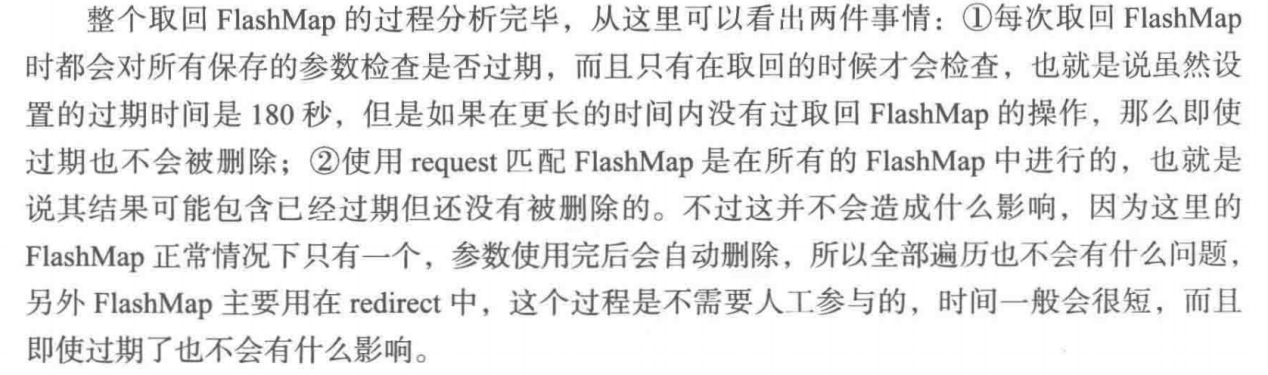 整个取回 FlashMap 的过程分析完毕，从这里可以看出两件事情：①每次取回 FlashMap
时都会对所有保存的参数检查是否过期，而且只有在取回的时候才会检查，也就是说虽然设
置的过期时间是 180 秒，但是如果在更长的时间内没有过取回 FlashMap 的操作，那么即使
过期也不会被删除；②使用 request 匹配 FlashMap 是在所有的 FlashMap 中进行的，也就是
说其结果可能包含已经过期但还没有被删除的。不过这并不会造成什么影响，因为这里的
FlashMap 正常情况下只有一个，参数使用完后会自动删除，所以全部遍历也不会有什么问题，
另外 FlashMap 主要用在 redirect 中，这个过程是不需要人工参与的，时间一般会很短，而且
即使过期了也不会有什么影响。